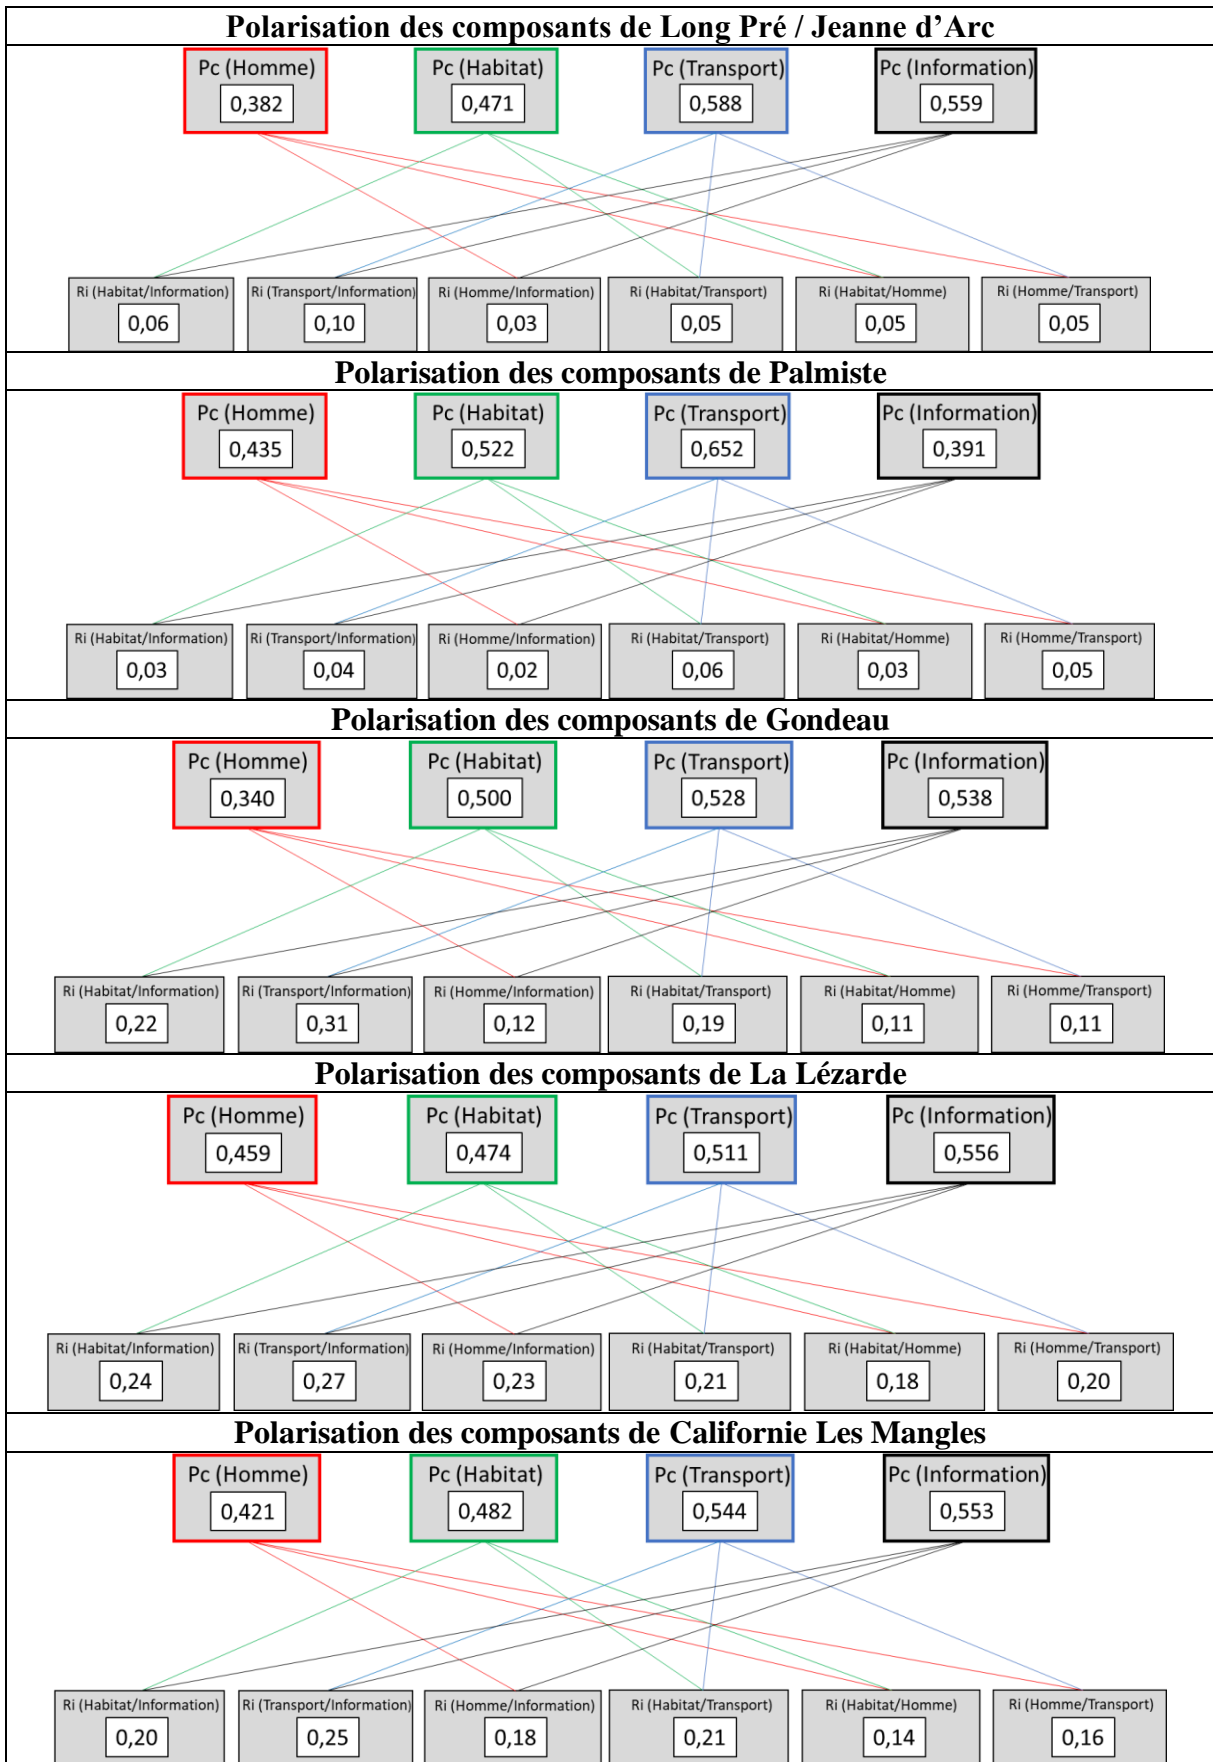 Polarisation des composants de Long Pré / Jeanne d’Arc
Pc (Homme) Pc (Habitat) Pc (Transport) Pc (Information)
0,382 0,471 0,588 0,559
Ri (Habitat/Information) Ri (Transport/Information) Ri (Homme/Information) Ri (Habitat/Transport) Ri (Habitat/Homme) Ri (Homme/Transport)
0,06 0,10 0,03 0,05 0,05 0,05
Polarisation des composants de Palmiste
Pc (Homme) Pc (Habitat) Pc (Transport) Pc (Information)
0,435 0,522 0,652 0,391
Ri (Habitat/Information) Ri (Transport/Information) Ri (Homme/Information) Ri (Habitat/Transport) Ri (Habitat/Homme) Ri (Homme/Transport)
0,03 0,04 0,02 0,06 0,03 0,05
Polarisation des composants de Gondeau
Pc (Homme) Pc (Habitat) Pc (Transport) Pc (Information)
0,340 0,500 0,528 0,538
Ri (Habitat/Information) Ri (Transport/Information) Ri (Homme/Information) Ri (Habitat/Transport) Ri (Habitat/Homme) Ri (Homme/Transport)
0,22 0,31 0,12 0,19 0,11 0,11
Polarisation des composants de La Lézarde
Pc (Homme) Pc (Habitat) Pc (Transport) Pc (Information)
0,459 0,474 0,511 0,556
Ri (Habitat/Information) Ri (Transport/Information) Ri (Homme/Information) Ri (Habitat/Transport) Ri (Habitat/Homme) Ri (Homme/Transport)
0,24 0,27 0,23 0,21 0,18 0,20
Polarisation des composants de Californie Les Mangles
Pc (Homme) Pc (Habitat) Pc (Transport) Pc (Information)
0,421 0,482 0,544 0,553
Ri (Habitat/Information) Ri (Transport/Information) Ri (Homme/Information) Ri (Habitat/Transport) Ri (Habitat/Homme) Ri (Homme/Transport)
0,20 0,25 0,18 0,21 0,14 0,16